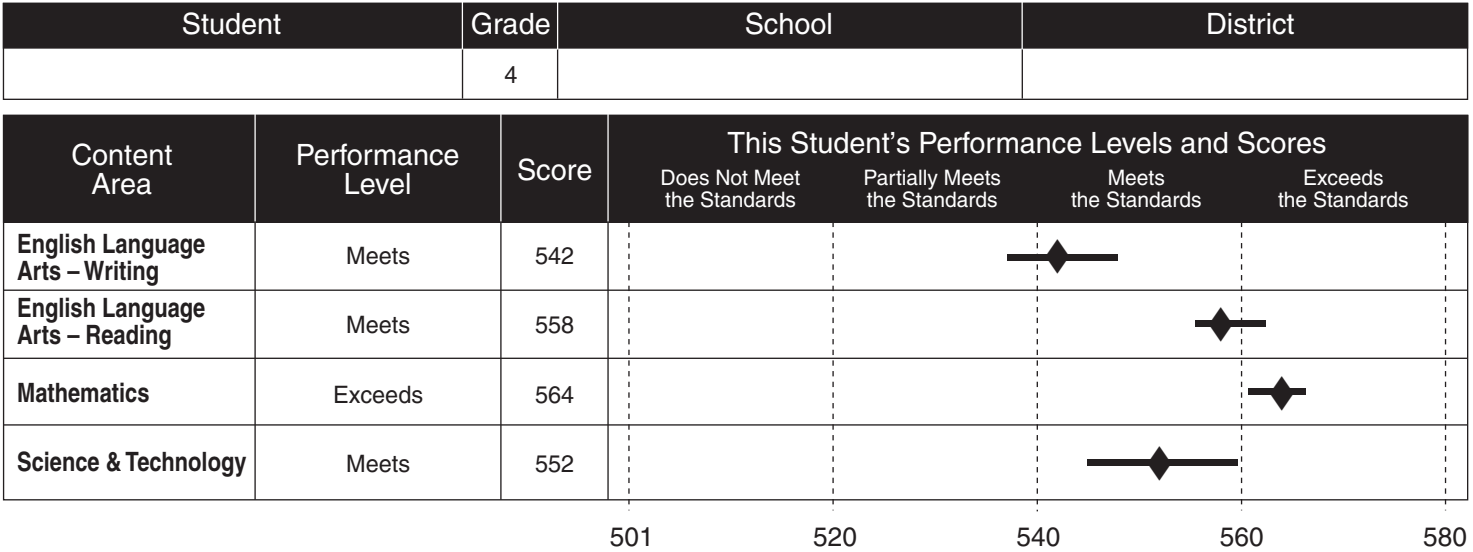 Student Grade School District
4
Content Area Performance Level Score This Student's Performance Levels and Scores
Does Not Meet the Standards Partially Meets the Standards Meets the Standards Exceeds the Standards
English Language
Arts – Writing Meets 542
English Language
Arts – Reading Meets 558
Mathematics Exceeds 564
Science & Technology Meets 552
501 520 540 560 580